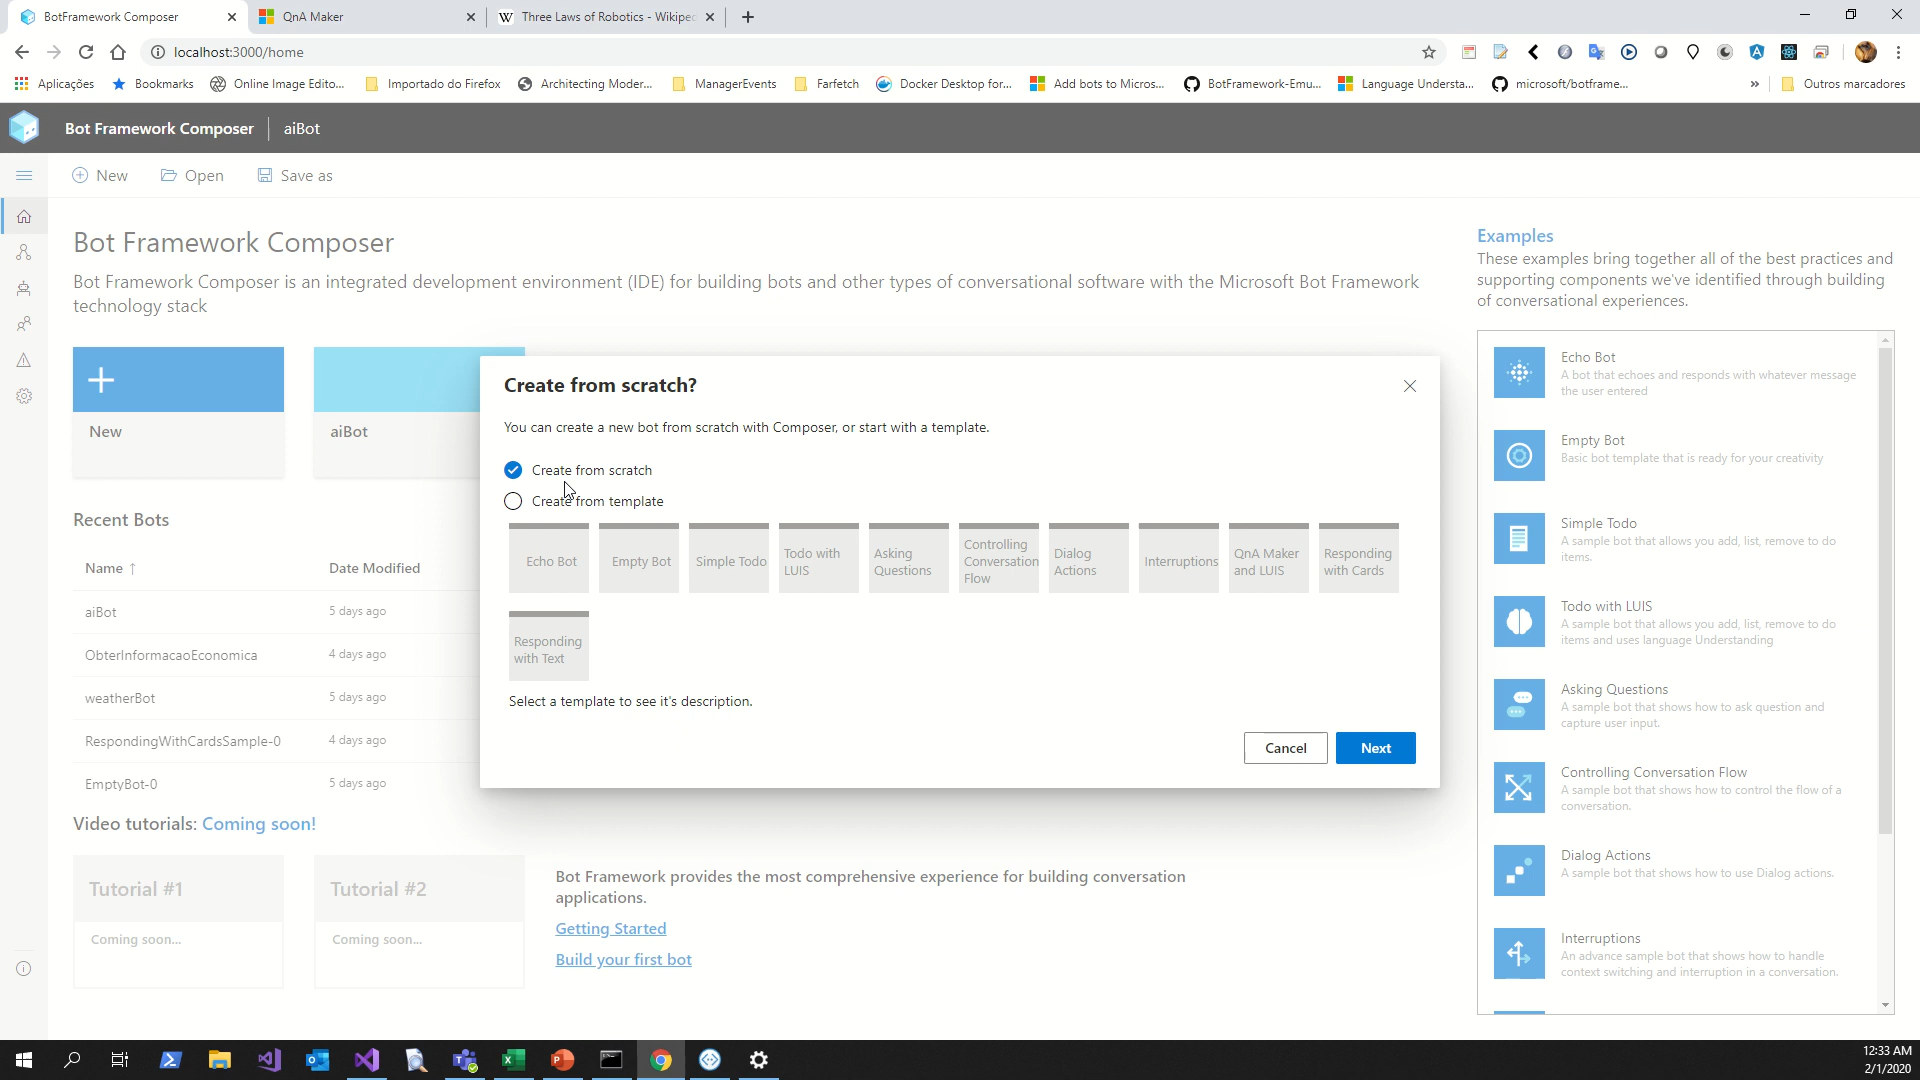 BotFramework Composer
QnA Maker
Three Laws of Robotics - Wikiped
localhost:3000/home
Aplicações
Bookmarks
Online Image Edito...
Importado do Firefox
Architecting Moder...
ManagerEvents
Farfetch
Docker Desktop for...
Add bots to Micros...
BotFramework-Emu...
Language Understa...
microsoft/botframe...
»
Outros marcadores
Bot Framework Composer
aiBot
New
Open
Save as
Bot Framework Composer
Bot Framework Composer is an integrated development environment (IDE) for building bots and other types of conversational software with the Microsoft Bot Framework
technology stack
New
aiBot
Recent Bots
Name ↑
Date Modified
aiBot
5 days ago
ObterInformacaoEconomica
4 days ago
weatherBot
5 days ago
RespondingWithCardsSample-0
4 days ago
EmptyBot-0
5 days ago
Video tutorials: Coming soon!
Tutorial #1
Coming soon...
Tutorial #2
Coming soon...
Bot Framework provides the most comprehensive experience for building conversation
applications.
Getting Started
Build your first bot
Create from scratch?
You can create a new bot from scratch with Composer, or start with a template.
Create from scratch
Create from template
Echo Bot
Empty Bot
Simple Todo
Todo with
LUIS
Asking
Questions
Controlling
Conversation
Flow
Dialog
Actions
Interruptions
QnA Maker
and LUIS
Responding
with Cards
Responding
with Text
Select a template to see it's description.
Cancel
Next
Examples
These examples bring together all of the best practices and
supporting components we've identified through building
of conversational experiences.
Echo Bot
A bot that echoes and responds with whatever message
the user entered
Empty Bot
Basic bot template that is ready for your creativity
Simple Todo
A sample bot that allows you add, list, remove to do
items.
Todo with LUIS
A sample bot that allows you add, list, remove to do
items and uses language Understanding
Asking Questions
A sample bot that shows how to ask question and
capture user input.
Controlling Conversation Flow
A sample bot that shows how to control the flow of a
conversation.
Dialog Actions
A sample bot that shows how to use Dialog actions.
Interruptions
An advance sample bot that shows how to handle
context switching and interruption in a conversation.
12:33 AM
2/1/2020